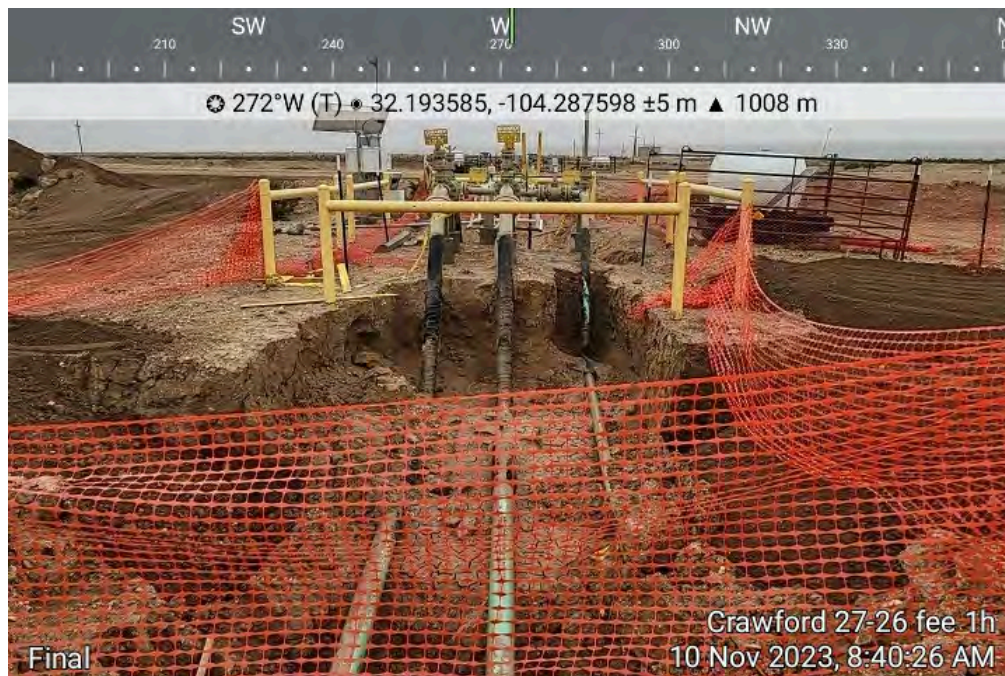 SW W NW
210 240 270 300 330
272°W (T) 32.193585, -104.287598 ±5 m ▲ 1008 m
Crawford 27-26 fee 1h
Final 10 Nov 2023, 8:40:26 AM